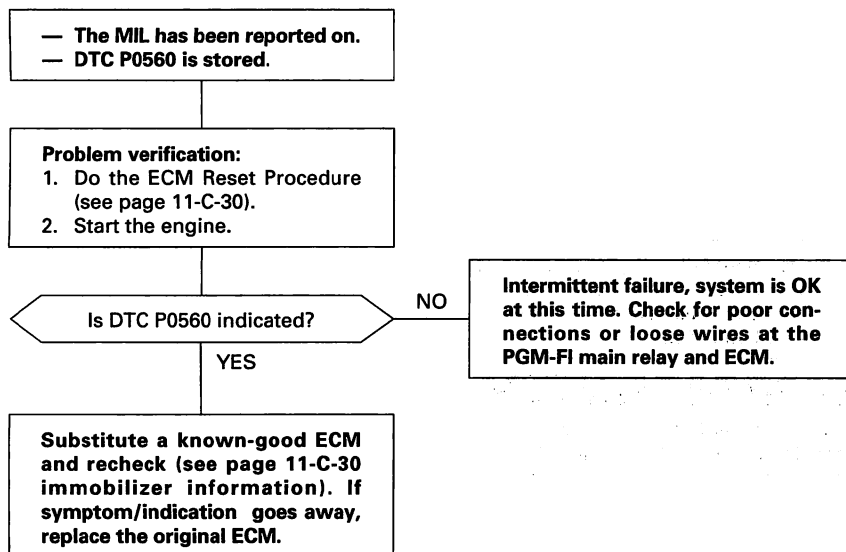 — The MIL has been reported on.
— DTC P0560 is stored.
Problem verification:
1. Do the ECM Reset Procedure
(see page 11-C-30).
2. Start the engine.
Is DTC P0560 indicated?
NO
Intermittent failure, system is OK
at this time. Check for poor con-
nections or loose wires at the
PGM-FI main relay and ECM.
YES
Substitute a known-good ECM
and recheck (see page 11-C-30
immobilizer information). If
symptom/indication goes away,
replace the original ECM.